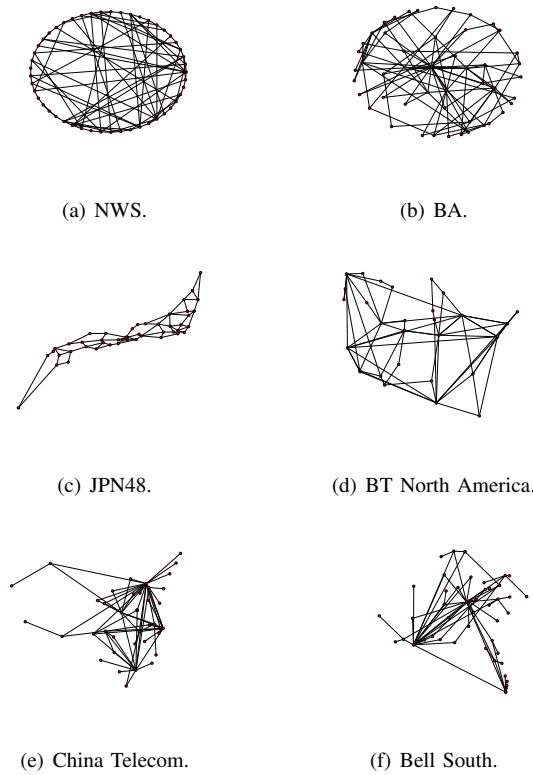 (a) NWS.
(b) BA.
(c) JPN48.
(d) BT North America.
(e) China Telecom.
(f) Bell South.